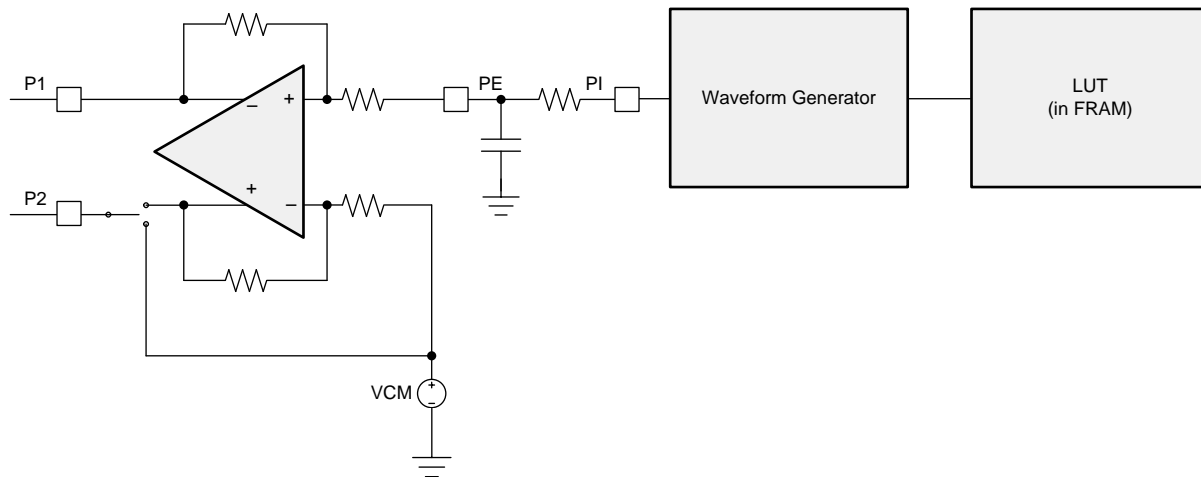 P1
−
+
PE
PI
Waveform Generator
LUT
(in FRAM)
P2
+
−
VCM
+
−